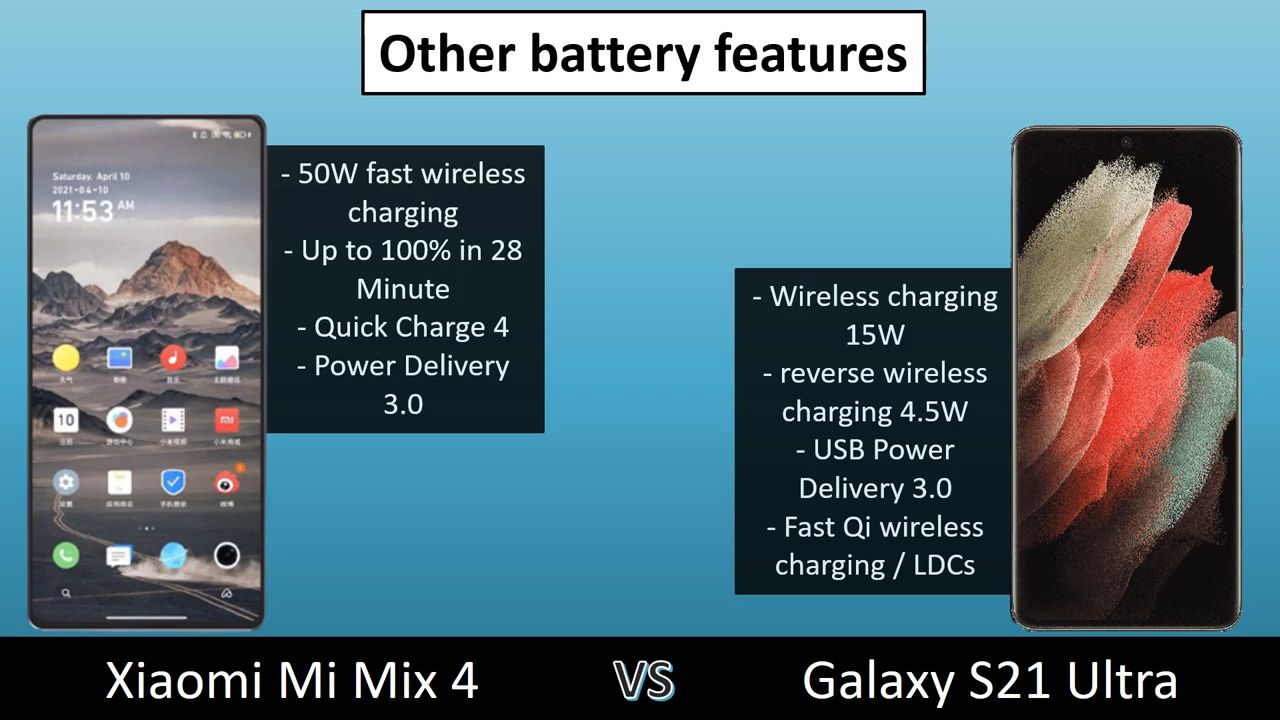 Other battery features
Saturday, April 10
2021-04-10
11:53 AM
10
- 50W fast wireless
charging
- Up to 100% in 28
Minute
- Quick Charge 4
- Power Delivery
3.0
- Wireless charging
15W
- reverse wireless
charging 4.5W
- USB Power
Delivery 3.0
- Fast Qi wireless
charging / LDCs
Xiaomi Mi Mix 4 VS Galaxy S21 Ultra